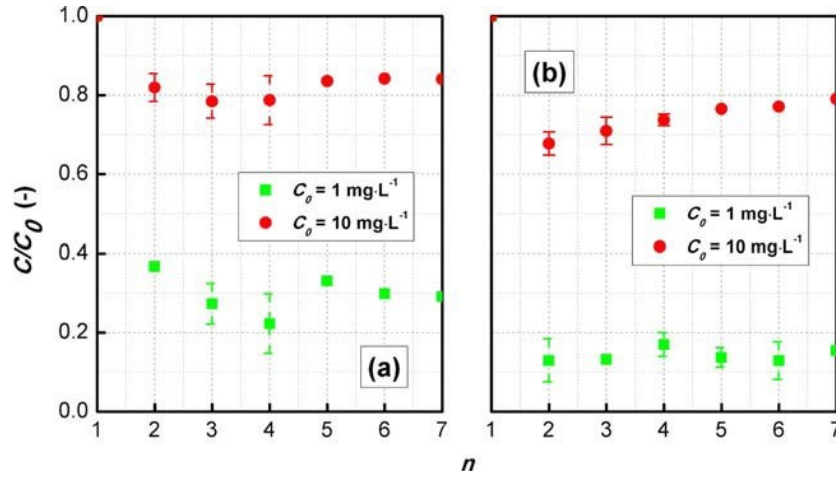 1.0
0.8
0.6
0.4
0.2
0.0
C/C₀ (-)
1 2 3 4 5 6 7
C₀ = 1 mg·L⁻¹
C₀ = 10 mg·L⁻¹
(a)
(b)
C₀ = 1 mg·L⁻¹
C₀ = 10 mg·L⁻¹
1 2 3 4 5 6 7
n